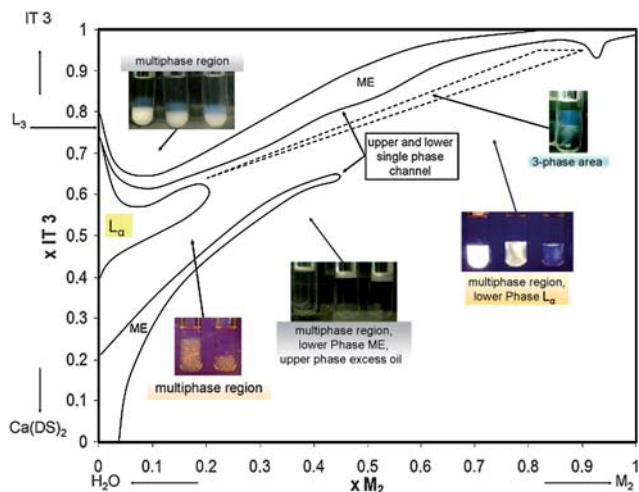 IT 3
1
0.9
0.8
0.7
0.6
0.5
0.4
0.3
0.2
0.1
0
L₃
x IT 3
Ca(DS)₂
multiphase region
ME
upper and lower
single phase
channel
3-phase area
Lα
multiphase region,
lower Phase Lα
multiphase region,
lower Phase ME,
upper phase excess oil
ME
multiphase region
0
0.1
0.2
0.3
0.4
0.5
0.6
0.7
0.8
0.9
1
H₂O
x M₂
M₂